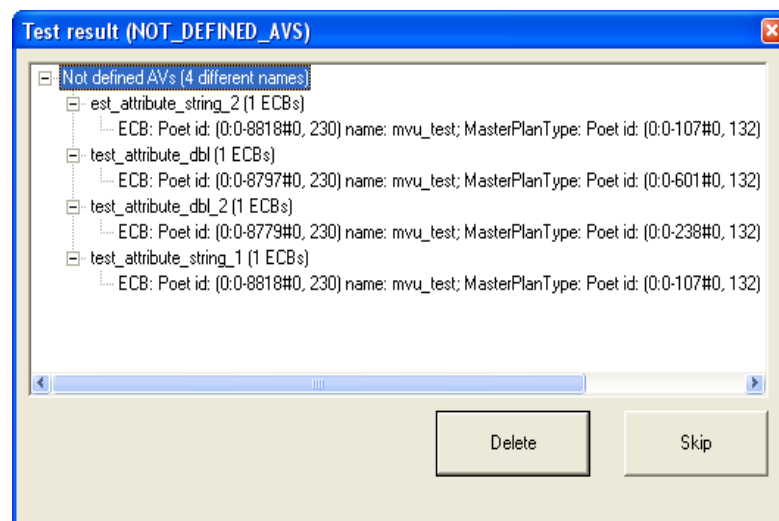 Test result (NOT_DEFINED_AVS)
Not defined AVs (4 different names)
est_attribute_string_2 (1 ECBs)
ECB: Poet id: (0:0-8818#0, 230) name: mvu_test; MasterPlanType: Poet id: (0:0-107#0, 132)
test_attribute_dbl (1 ECBs)
ECB: Poet id: (0:0-8797#0, 230) name: mvu_test; MasterPlanType: Poet id: (0:0-601#0, 132)
test_attribute_dbl_2 (1 ECBs)
ECB: Poet id: (0:0-8779#0, 230) name: mvu_test; MasterPlanType: Poet id: (0:0-238#0, 132)
test_attribute_string_1 (1 ECBs)
ECB: Poet id: (0:0-8818#0, 230) name: mvu_test; MasterPlanType: Poet id: (0:0-107#0, 132)
Delete
Skip